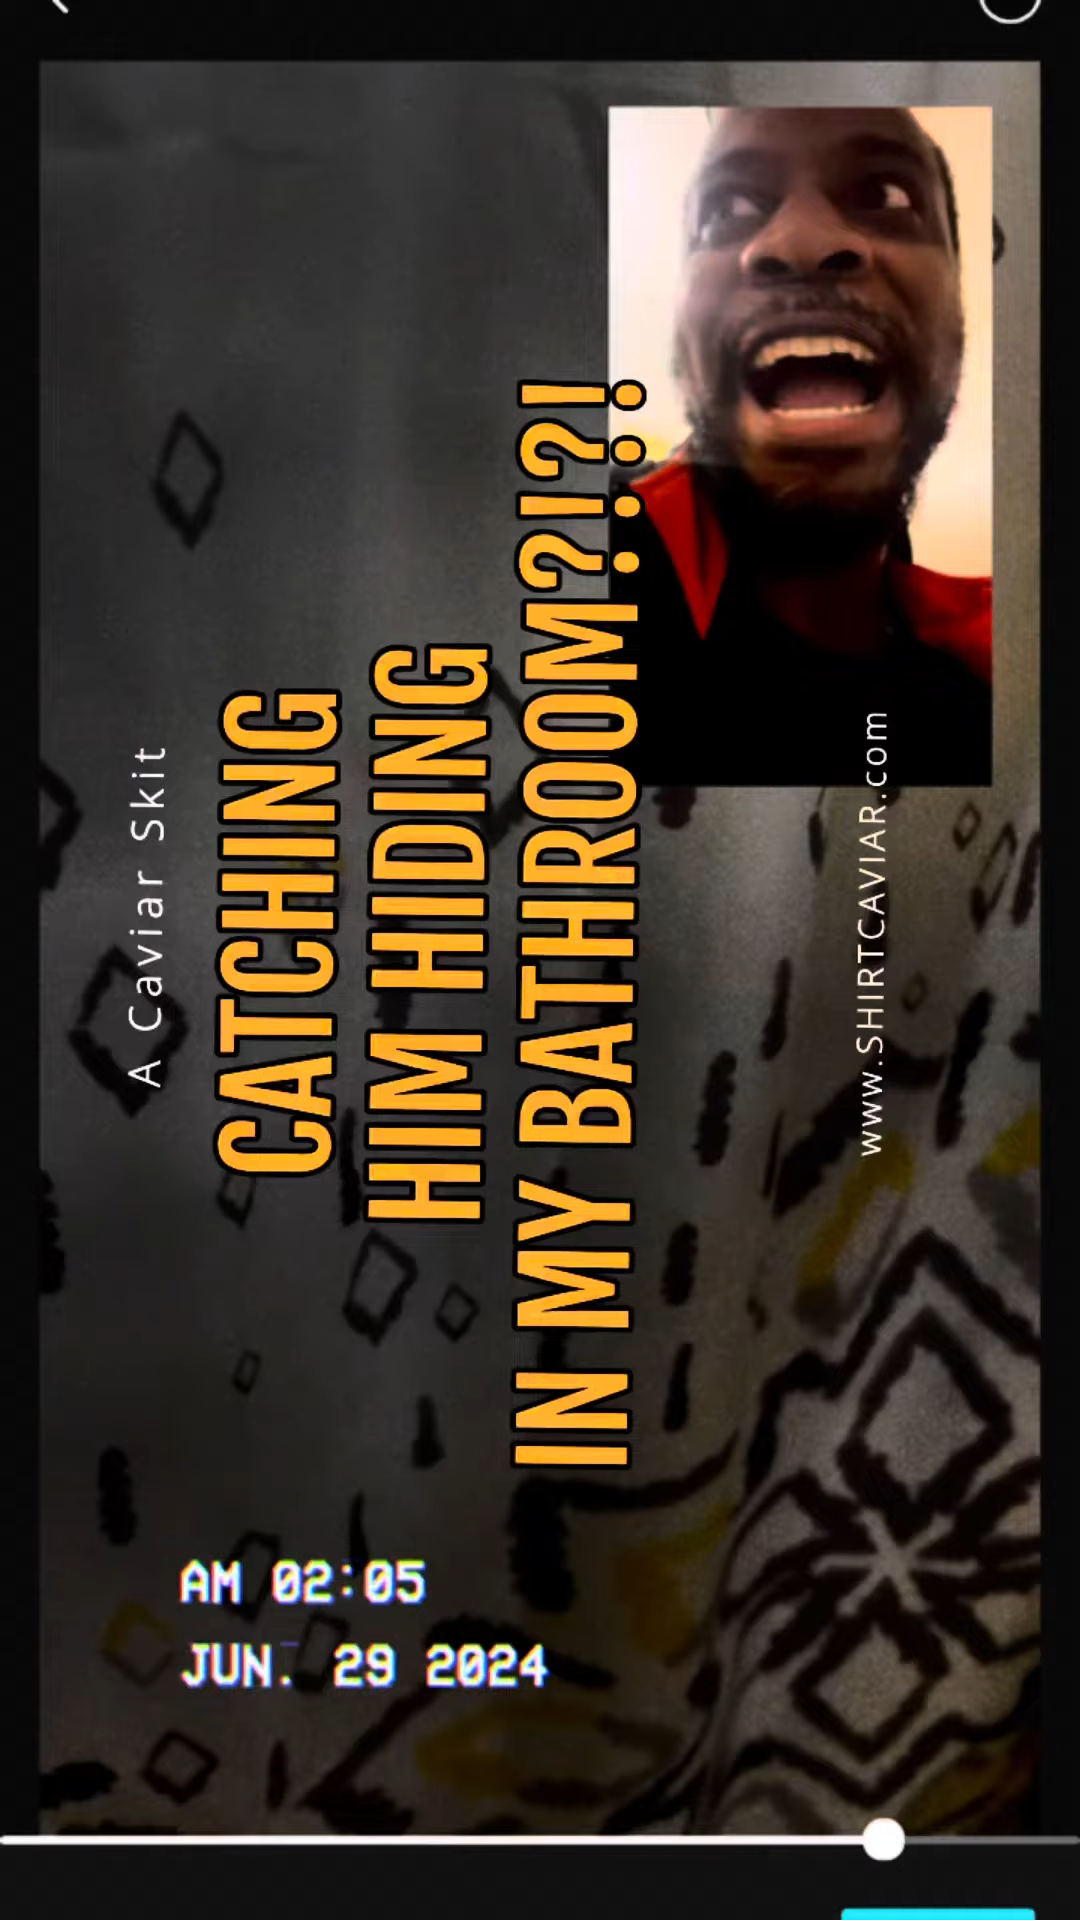 A Caviar Skit
CATCHING
HIM HIDING
IN MY BATHROOM?!?!
www.SHIRTCAVIAR.com
AM 02:05
JUN. 29 2024